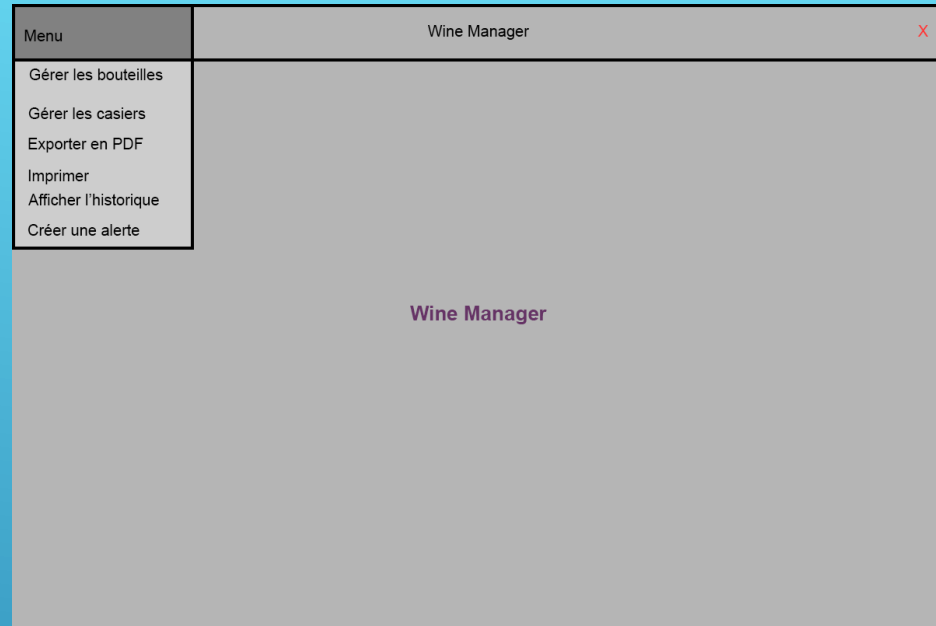 Menu
Wine Manager
X
Gérer les bouteilles
Gérer les casiers
Exporter en PDF
Imprimer
Afficher l'historique
Créer une alerte
Wine Manager